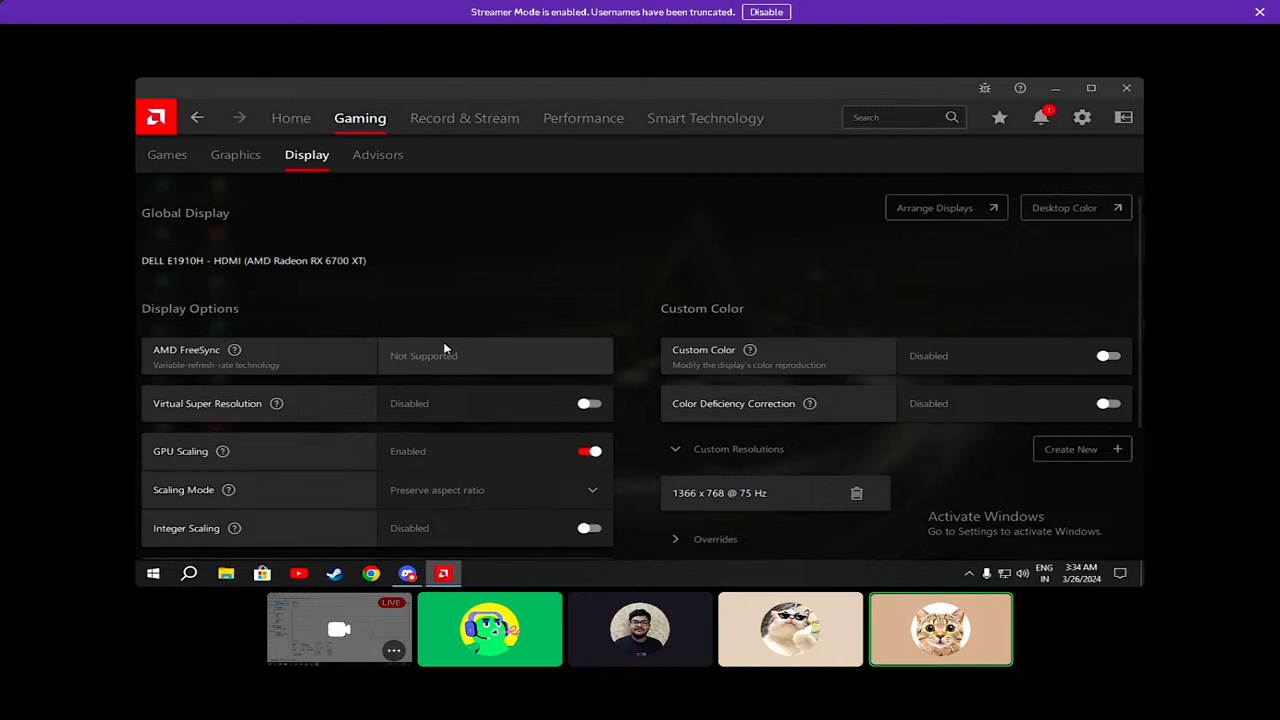 Streamer Mode is enabled. Usernames have been truncated. Disable
Home Gaming Record & Stream Performance Smart Technology Search 1
Games Graphics Display Advisors
Global Display Arrange Displays Desktop Color
DELL E1910H - HDMI (AMD Radeon RX 6700 XT)
Display Options
AMD FreeSync Not Supported
Variable-refresh-rate technology
Virtual Super Resolution Disabled
GPU Scaling Enabled
Scaling Mode Preserve aspect ratio
Integer Scaling Disabled
Custom Color
Custom Color Disabled
Modify the display's color reproduction
Color Deficiency Correction Disabled
Custom Resolutions Create New
1366 x 768 @ 75 Hz
Overrides
Activate Windows
Go to Settings to activate Windows.
ENG
IN
3:34 AM
3/26/2024
LIVE